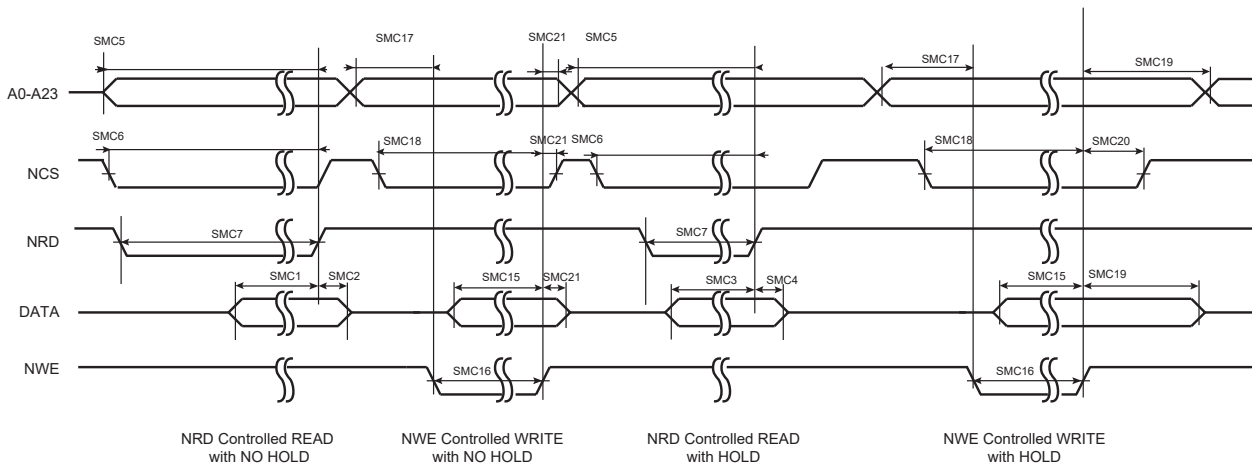 SMC5
SMC17
SMC21
SMC5
SMC17
SMC19
A0-A23
SMC6
SMC18
SMC21
SMC6
SMC18
SMC20
NCS
NRD
SMC7
SMC7
SMC1
SMC2
SMC15
SMC21
SMC3
SMC4
SMC15
SMC19
DATA
NWE
SMC16
SMC16
NRD Controlled READ
with NO HOLD
NWE Controlled WRITE
with NO HOLD
NRD Controlled READ
with HOLD
NWE Controlled WRITE
with HOLD